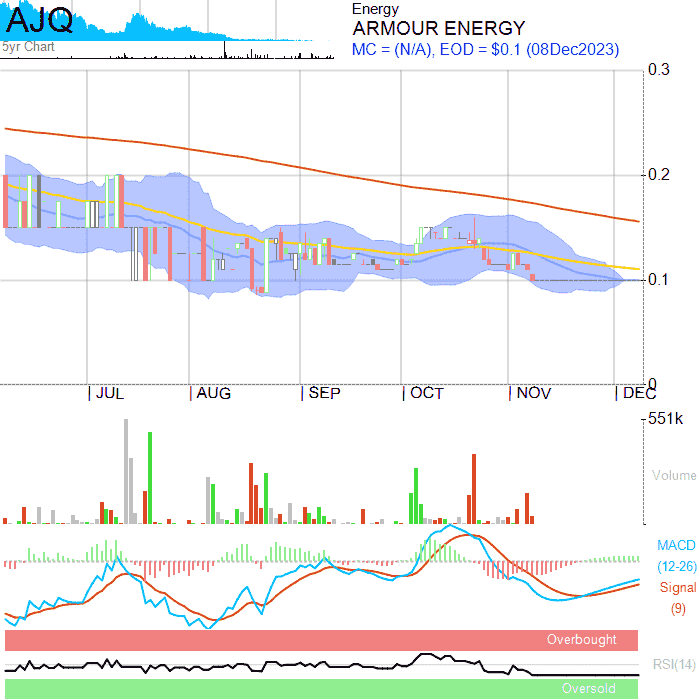 AJQ
5yr Chart
Energy
ARMOUR ENERGY
MC = (N/A), EOD = $0.1 (08Dec2023)
0.3
0.2
0.1
0
JUL AUG SEP OCT NOV DEC
551k
Volume
MACD
(12-26)
Signal
(9)
Overbought
RSI(14)
Oversold